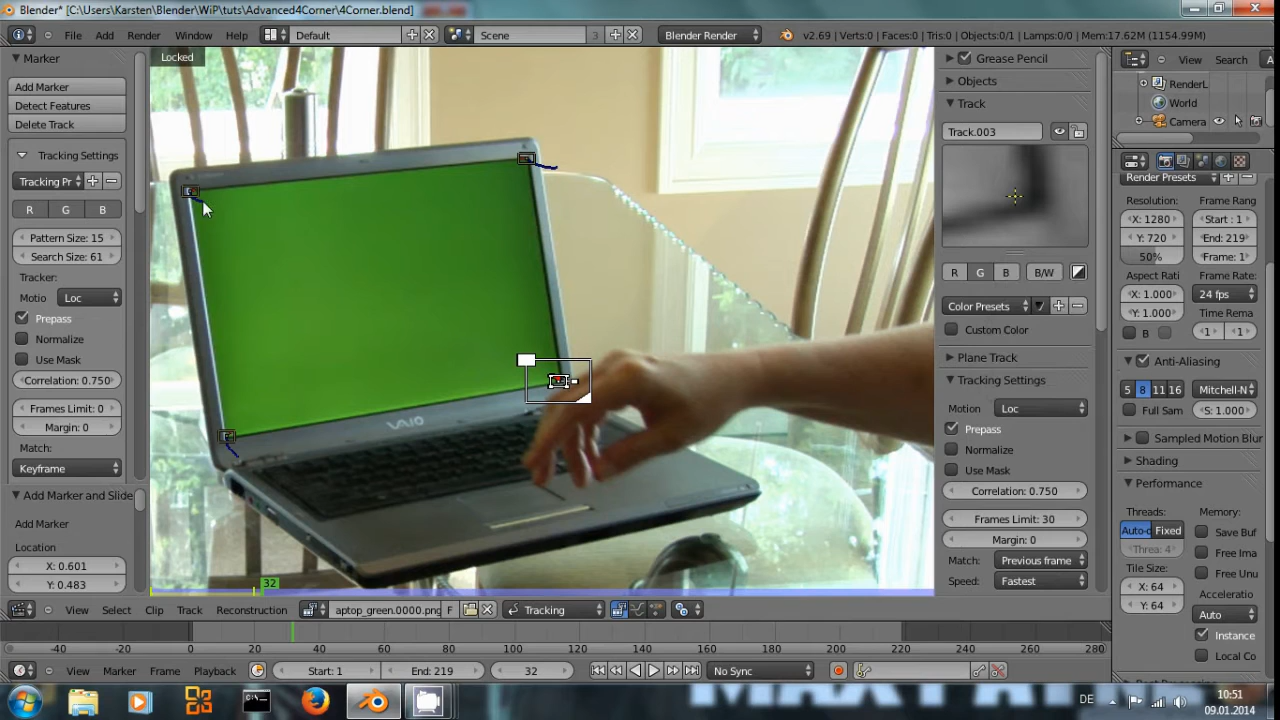 Blender* [C:\Users\Karsten\Blender\WiP\tuts\Advanced4Corner\4Corner.blend]
File Add Render Window Help Default Scene 3 Blender Render v2.69 | Verts:0 | Faces:0 | Tris:0 | Objects:0/1 | Lamps:0/0 | Mem:17.62M (1154.99M)
Marker
Add Marker
Detect Features
Delete Track
Tracking Settings
Tracking Pr
R G B
Pattern Size: 15
Search Size: 61
Tracker:
Motio Loc
Prepass
Normalize
Use Mask
Correlation: 0.750
Frames Limit: 0
Margin: 0
Match:
Keyframe
Add Marker and Slide
Add Marker
Location
X: 0.601
Y: 0.483
Locked
VAIO
32
View Select Clip Track Reconstruction aptop_green.0000.png F Tracking
Grease Pencil
Objects
Track
Track.003
R G B B/W
Color Presets
Custom Color
Plane Track
Tracking Settings
Motion Loc
Prepass
Normalize
Use Mask
Correlation: 0.750
Frames Limit: 30
Margin: 0
Match: Previous frame
Speed: Fastest
View Search A
RenderL
World
Camera
Render Presets
Resolution: Frame Rang
X: 1280 Start : 1
Y: 720 End: 219
50% Frame: 1
Aspect Rati Frame Rate:
X: 1.000 24 fps
Y: 1.000 Time Rema
B 1 1
Anti-Aliasing
5 8 11 16 Mitchell-N
Full Sam S: 1.000
Sampled Motion Blur
Shading
Performance
Threads: Memory:
Auto-d Fixed Save Buf
Threa: 4 Free Ima
Tile Size: Free Unu
X: 64 Acceleratio
Y: 64 Auto
Instance
Local Co
-40 -20 0 20 40 60 80 100 120 140 160 180 200 220 240 260 280
View Marker Frame Playback Start: 1 End: 219 32 No Sync
DE 10:51
09.01.2014